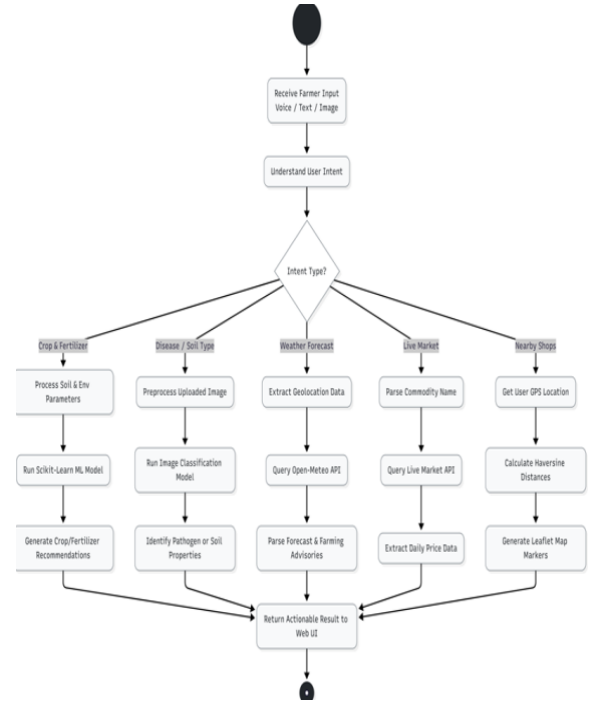 Receive Farmer Input
Voice / Text / Image
Understand User Intent
Intent Type?
Crop & Fertilizer
Disease / Soil Type
Weather Forecast
Live Market
Nearby Shops
Process Soil & Env
Parameters
Preprocess Uploaded Image
Extract Geolocation Data
Parse Commodity Name
Get User GPS Location
Run Scikit-Learn ML Model
Run Image Classification
Model
Query Open-Meteo API
Query Live Market API
Calculate Haversine
Distances
Generate Crop/Fertilizer
Recommendations
Identify Pathogen or Soil
Properties
Parse Forecast & Farming
Advisories
Extract Daily Price Data
Generate Leaflet Map
Markers
Return Actionable Result to
Web UI